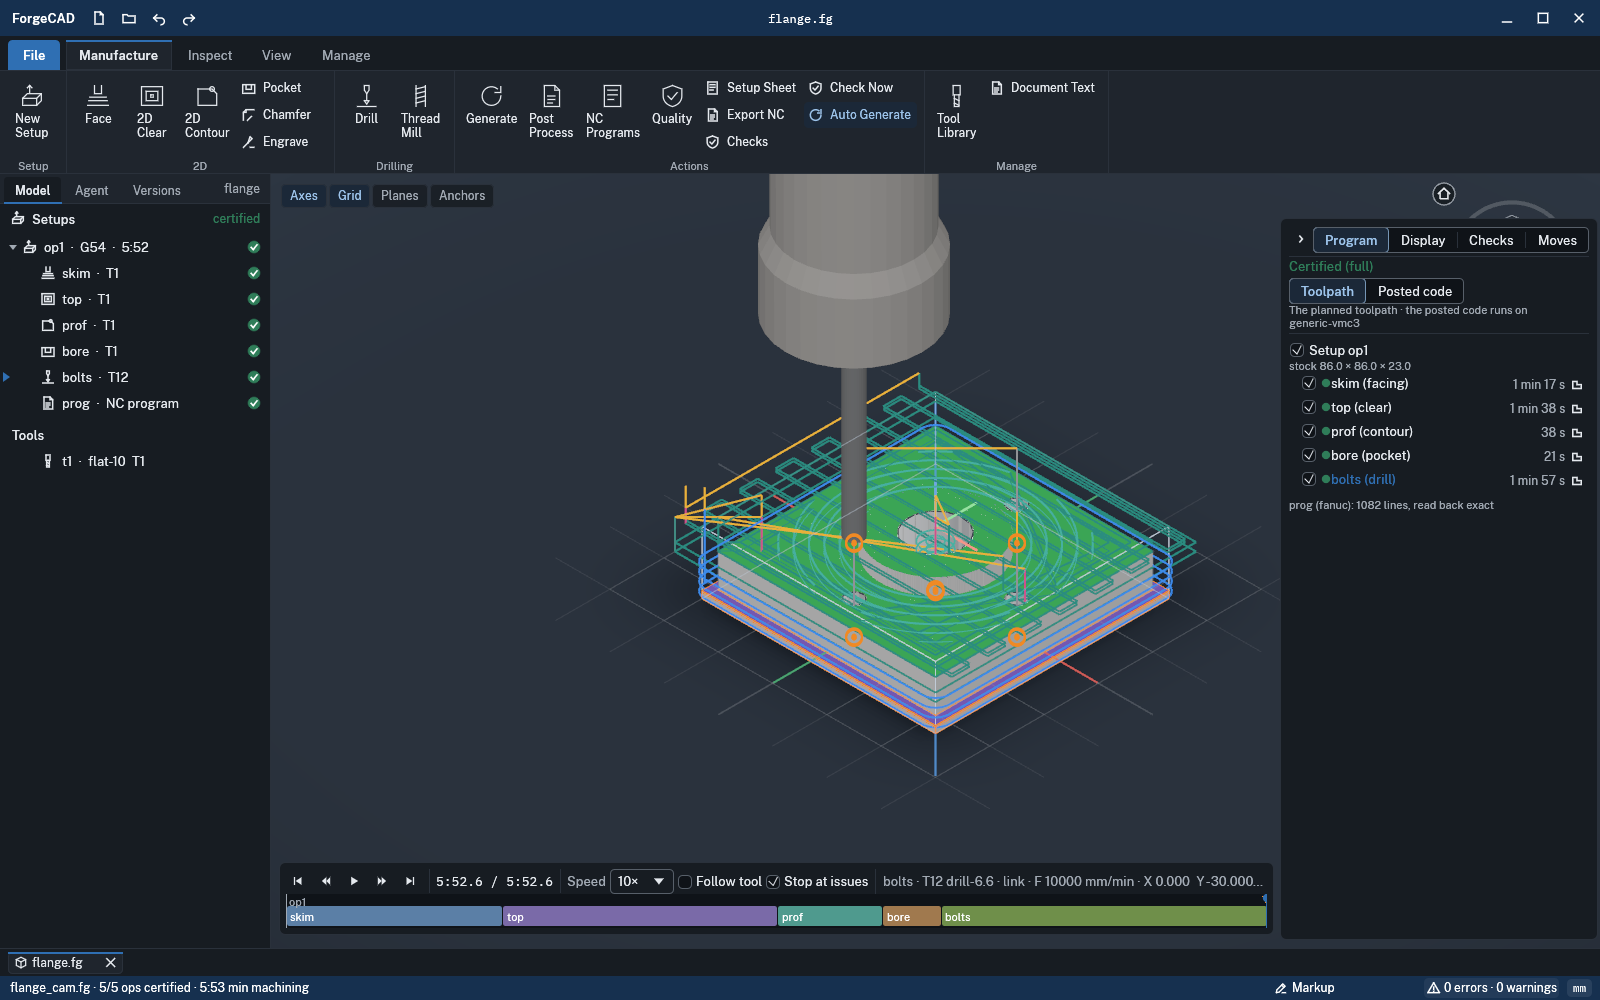 ForgeCAD
flange.fg
File
Manufacture
Inspect
View
Manage
New Setup
Face
2D Clear
2D Contour
Pocket
Chamfer
Engrave
Drill
Thread Mill
Generate
Post Process
NC Programs
Quality
Setup Sheet
Export NC
Checks
Check Now
Auto Generate
Tool Library
Document Text
Setup
2D
Drilling
Actions
Manage
Model
Agent
Versions
flange
Setups
certified
op1 · G54 · 5:52
skim · T1
top · T1
prof · T1
bore · T1
bolts · T12
prog · NC program
Tools
t1 · flat-10 T1
Axes
Grid
Planes
Anchors
Program
Display
Checks
Moves
Certified (full)
Toolpath
Posted code
The planned toolpath · the posted code runs on
generic-vmc3
Setup op1
stock 86.0 × 86.0 × 23.0
skim (facing) 1 min 17 s
top (clear) 1 min 38 s
prof (contour) 38 s
bore (pocket) 21 s
bolts (drill) 1 min 57 s
prog (fanuc): 1082 lines, read back exact
5:52.6 / 5:52.6
Speed
10×
Follow tool
Stop at issues
bolts · T12 drill-6.6 · link · F 10000 mm/min · X 0.000 Y-30.000...
op1
skim
top
prof
bore
bolts
flange.fg
flange_cam.fg · 5/5 ops certified · 5:53 min machining
Markup
0 errors · 0 warnings
mm